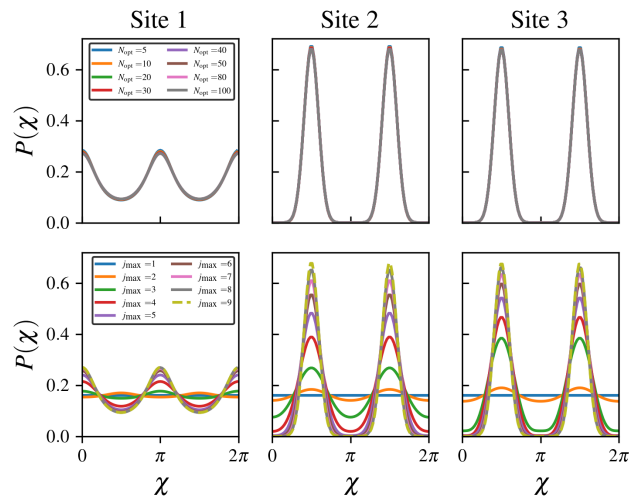 Site 1 Site 2 Site 3
P(χ)
0.6
0.4
0.2
0.0
N_opt =5 N_opt =40
N_opt =10 N_opt =50
N_opt =20 N_opt =80
N_opt =30 N_opt =100
P(χ)
0.6
0.4
0.2
0.0
j_max =1 j_max =6
j_max =2 j_max =7
j_max =3 j_max =8
j_max =4 j_max =9
j_max =5
0 π 2π 0 π 2π 0 π 2π
χ χ χ